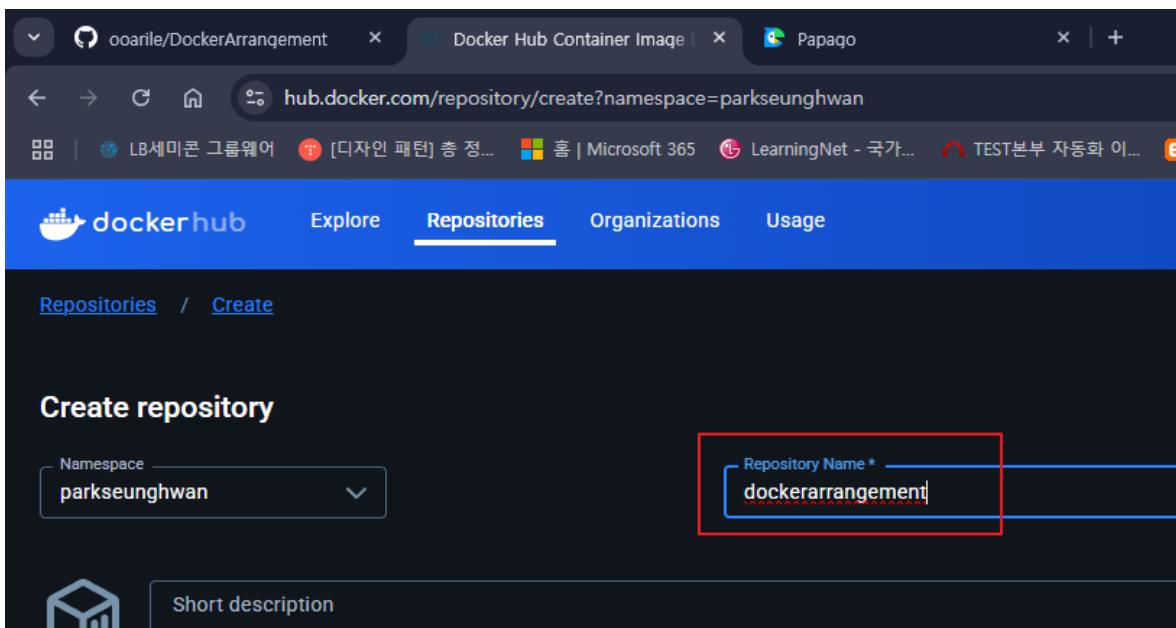 ooarile/DockerArrangement
Docker Hub Container Image
Papago
hub.docker.com/repository/create?namespace=parkseunghwan
LB세미콘 그룹웨어
[디자인 패턴] 총 정...
홈 | Microsoft 365
LearningNet - 국가...
TEST본부 자동화 이...
dockerhub
Explore
Repositories
Organizations
Usage
Repositories / Create
Create repository
Namespace
parkseunghwan
Repository Name *
dockerarrangement
Short description